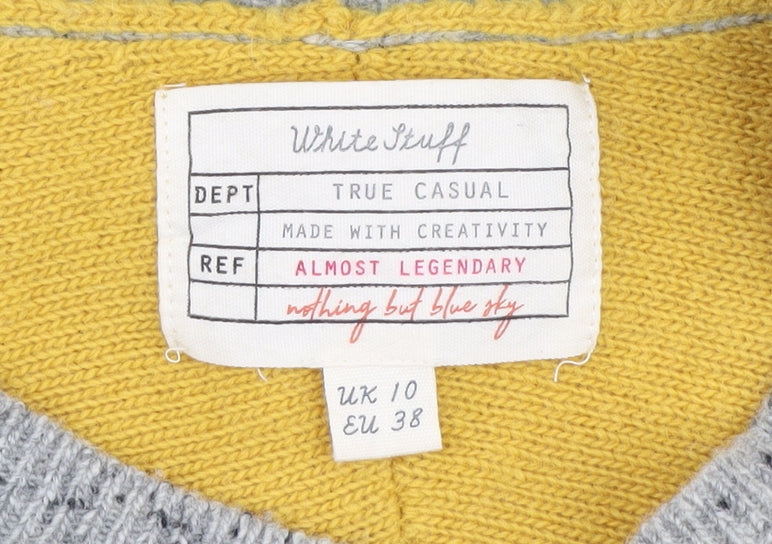 White Stuff
DEPT TRUE CASUAL
MADE WITH CREATIVITY
REF ALMOST LEGENDARY
nothing but blue sky
UK 10
EU 38